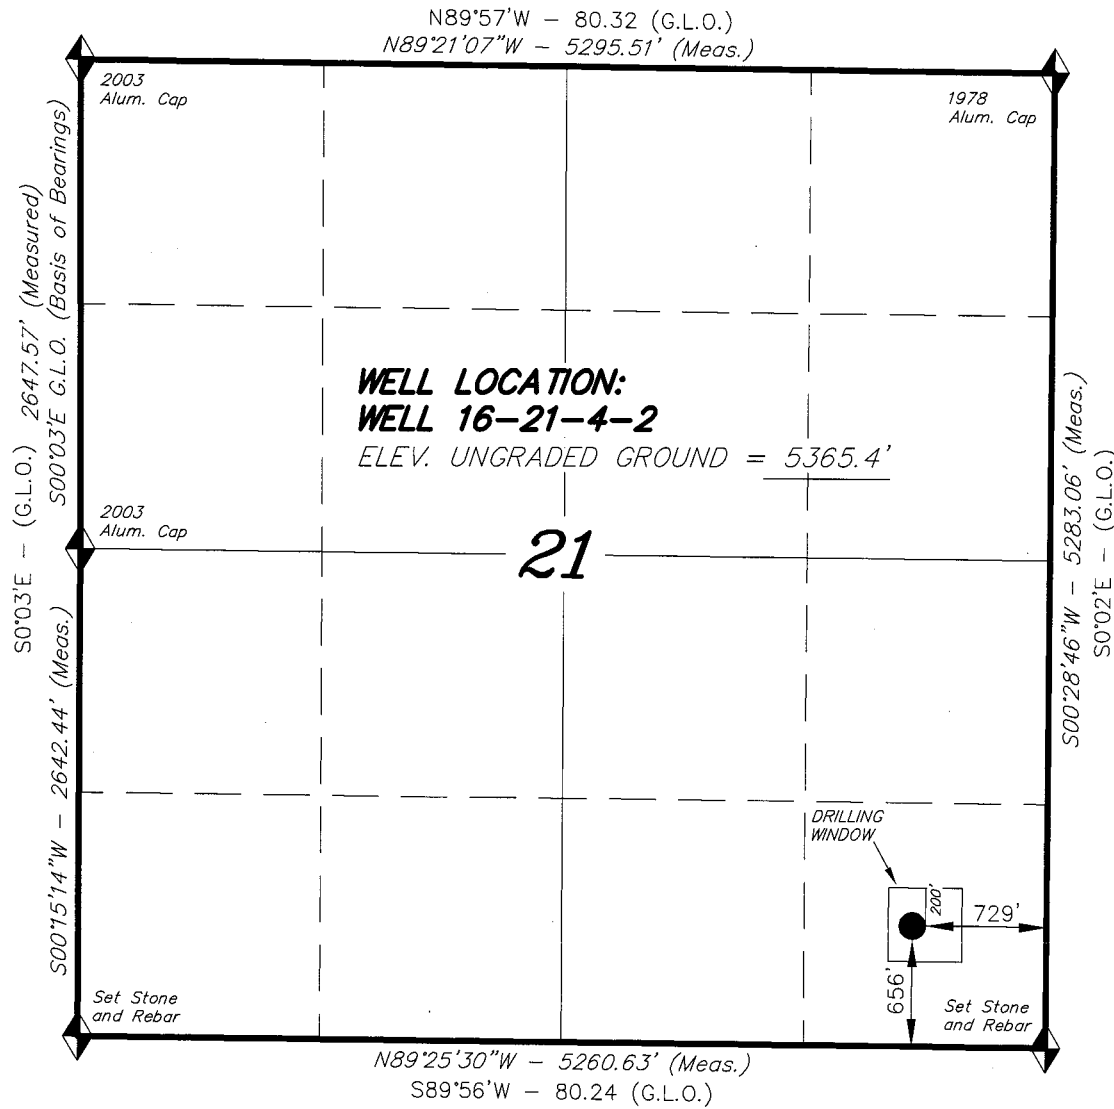 N89°57'W – 80.32 (G.L.O.)
N89°21'07"W – 5295.51' (Meas.)
2003
Alum. Cap
1978
Alum. Cap
S0°03'E – (G.L.O.) 2647.57' (Measured)
S00°03'E G.L.O. (Basis of Bearings)
WELL LOCATION:
WELL 16–21–4–2
ELEV. UNGRADED GROUND = 5365.4'
2003
Alum. Cap
21
S00°28'46"W – 5283.06' (Meas.)
S0°02'E – (G.L.O.)
S00°15'14"W – 2642.44' (Meas.)
DRILLING
WINDOW
200'
729'
656'
Set Stone
and Rebar
Set Stone
and Rebar
N89°25'30"W – 5260.63' (Meas.)
S89°56'W – 80.24 (G.L.O.)